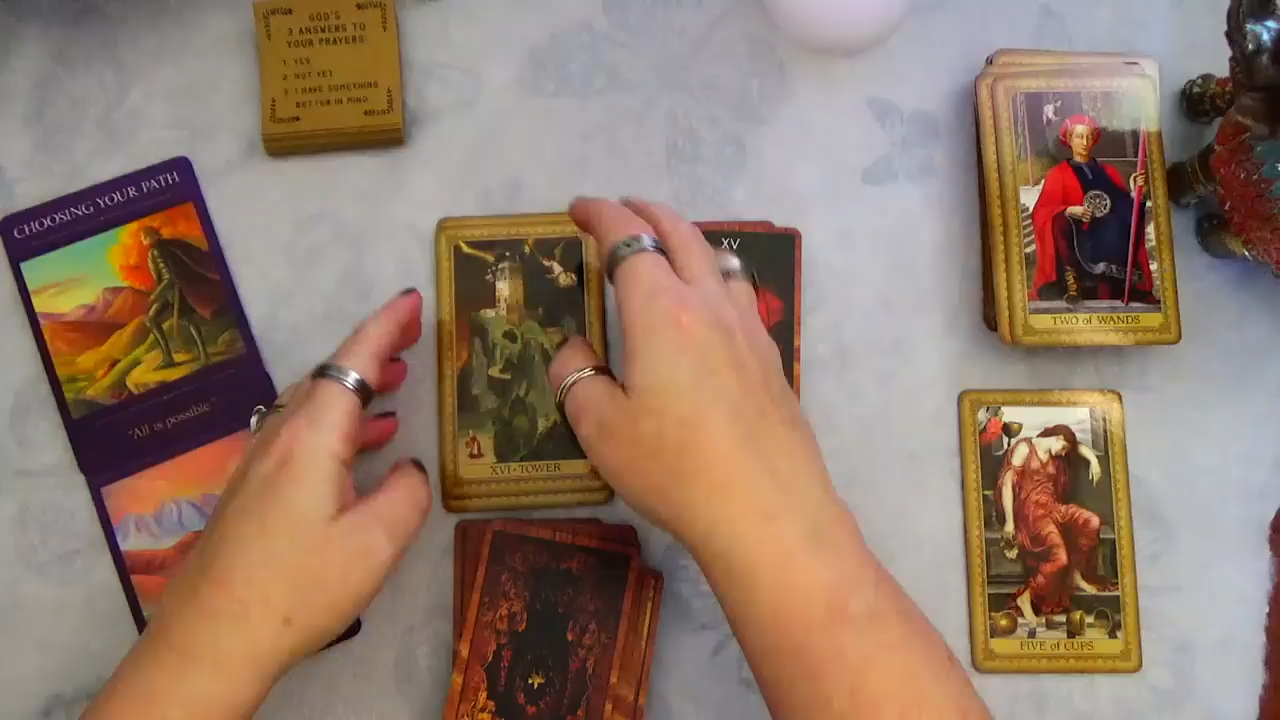 GOD'S
3 ANSWERS TO
YOUR PRAYERS:
1. YES
2. NOT YET
3. I HAVE SOMETHING
BETTER IN MIND
CHOOSING YOUR PATH
"All is possible"
XVI • TOWER
XV
TWO of WANDS
FIVE of CUPS